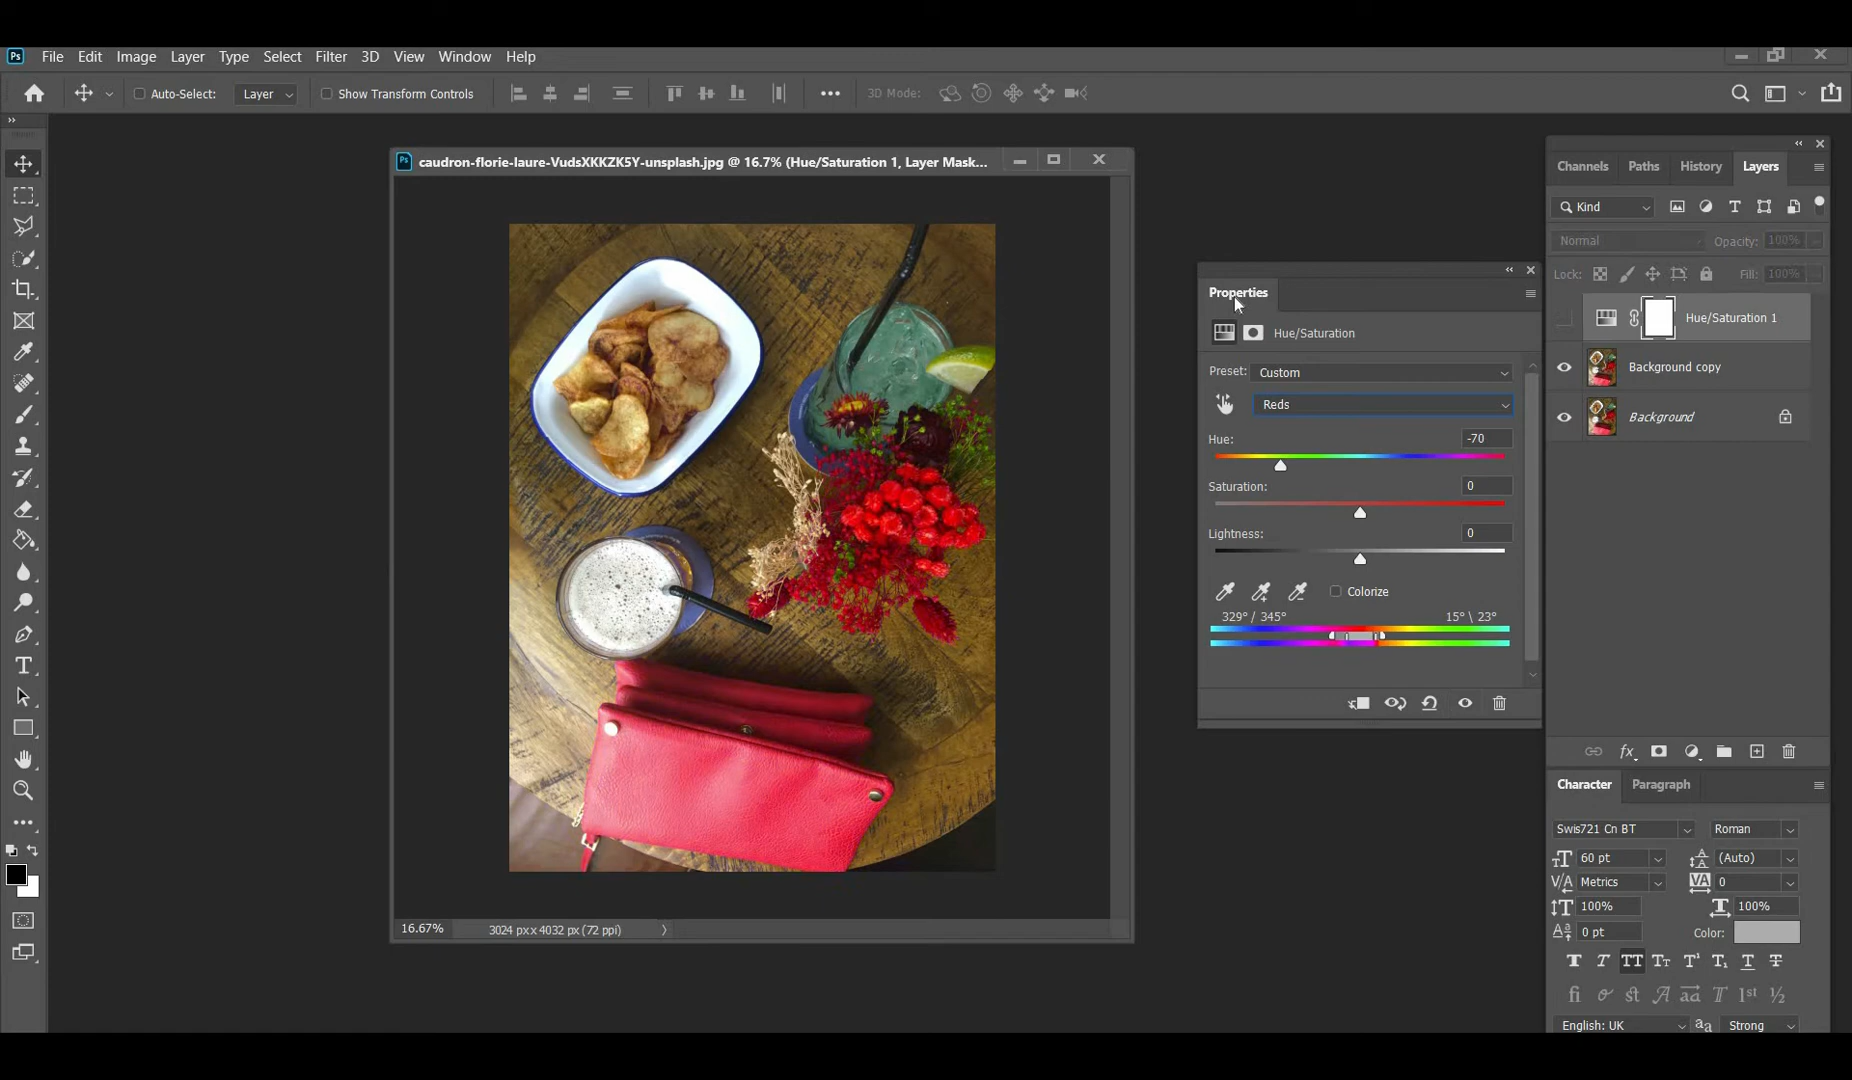 Ps File Edit Image Layer Type Select Filter 3D View Window Help
Auto-Select: Layer Show Transform Controls 3D Mode:
Ps caudron-florie-laure-VudsXKKZK5Y-unsplash.jpg @ 16.7% (Hue/Saturation 1, Layer Mask...
16.67% 3024 px x 4032 px (72 ppi)
Properties
Hue/Saturation
Preset: Custom
Reds
Hue: -70
Saturation: 0
Lightness: 0
Colorize
329° / 345° 15° \ 23°
Channels Paths History Layers
Kind
Normal Opacity: 100%
Lock: Fill: 100%
Hue/Saturation 1
Background copy
Background
fx
Character Paragraph
Swis721 Cn BT Roman
60 pt (Auto)
Metrics 0
100% 100%
0 pt Color:
T T TT Tt T¹ T₁ T T
fi st A aa T 1st ½
English: UK aa Strong